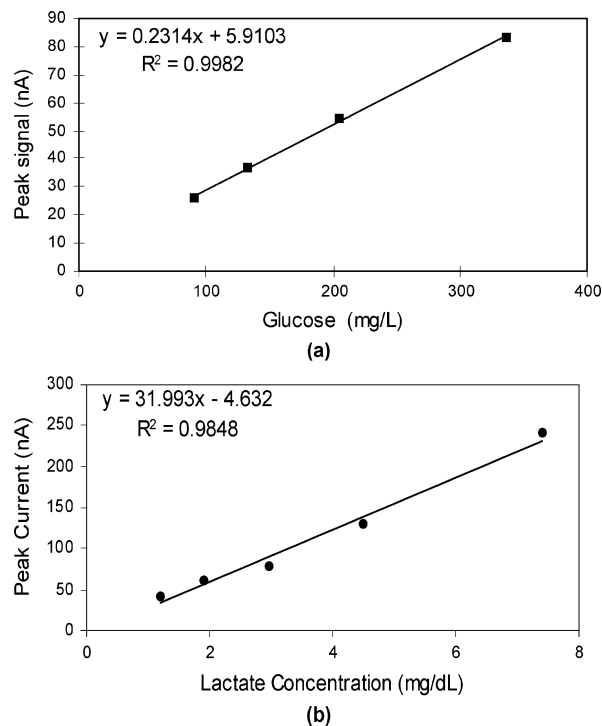 y = 0.2314x + 5.9103
R² = 0.9982
Peak signal (nA)
90
80
70
60
50
40
30
20
10
0
0 100 200 300 400
Glucose (mg/L)
(a)
y = 31.993x - 4.632
R² = 0.9848
Peak Current (nA)
300
250
200
150
100
50
0
0 2 4 6 8
Lactate Concentration (mg/dL)
(b)